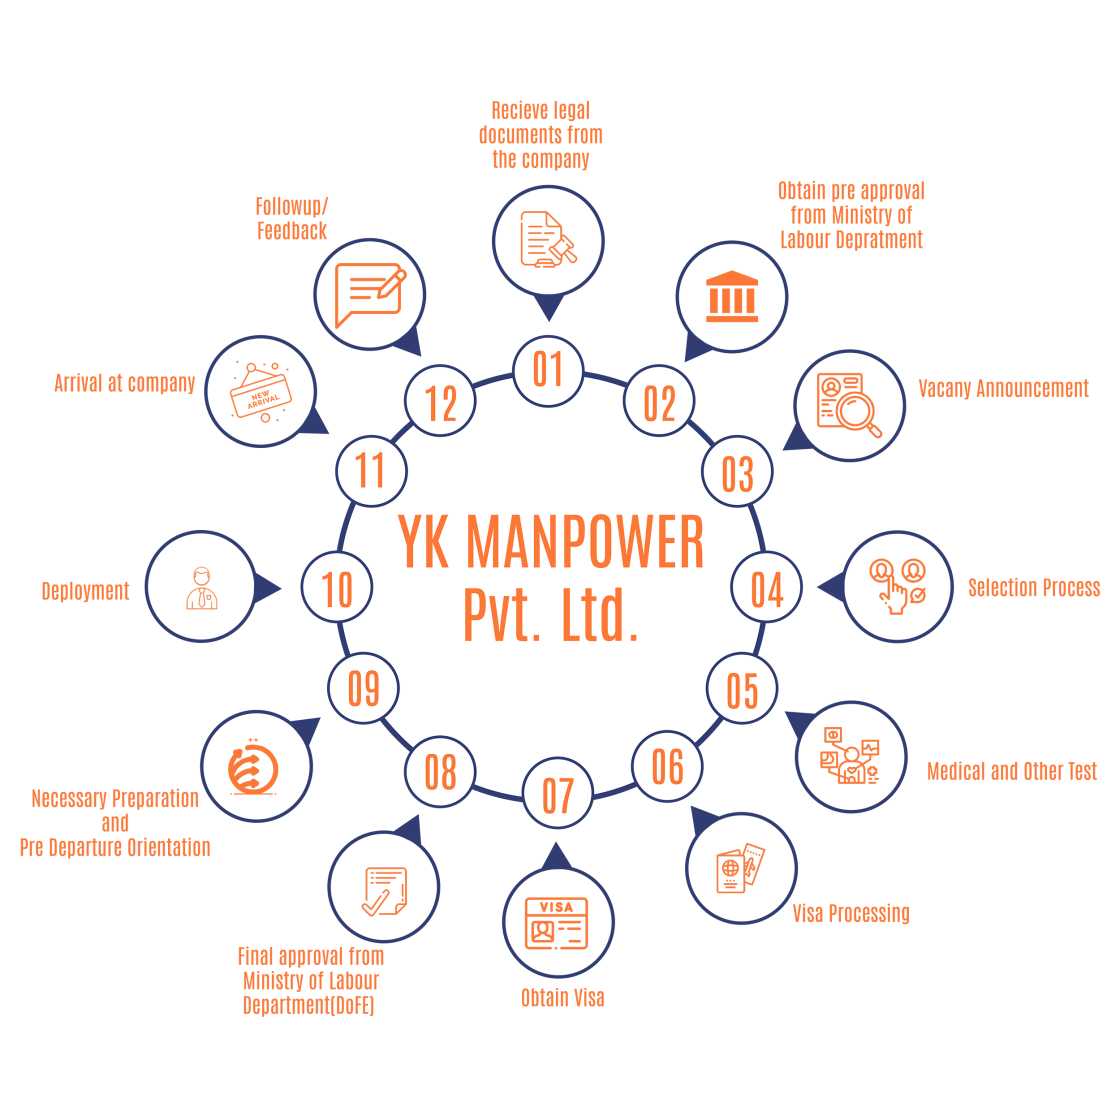 YK MANPOWER
Pvt. Ltd.
01
Recieve legal
documents from
the company
02
Obtain pre approval
from Ministry of
Labour Depratment
03
Vacany Announcement
04
Selection Process
05
Medical and Other Test
06
Visa Processing
07
VISA
Obtain Visa
08
Final approval from
Ministry of Labour
Department(DoFE)
09
Necessary Preparation
and
Pre Departure Orientation
10
Deployment
11
Arrival at company
NEW
ARRIVAL
12
Followup/
Feedback